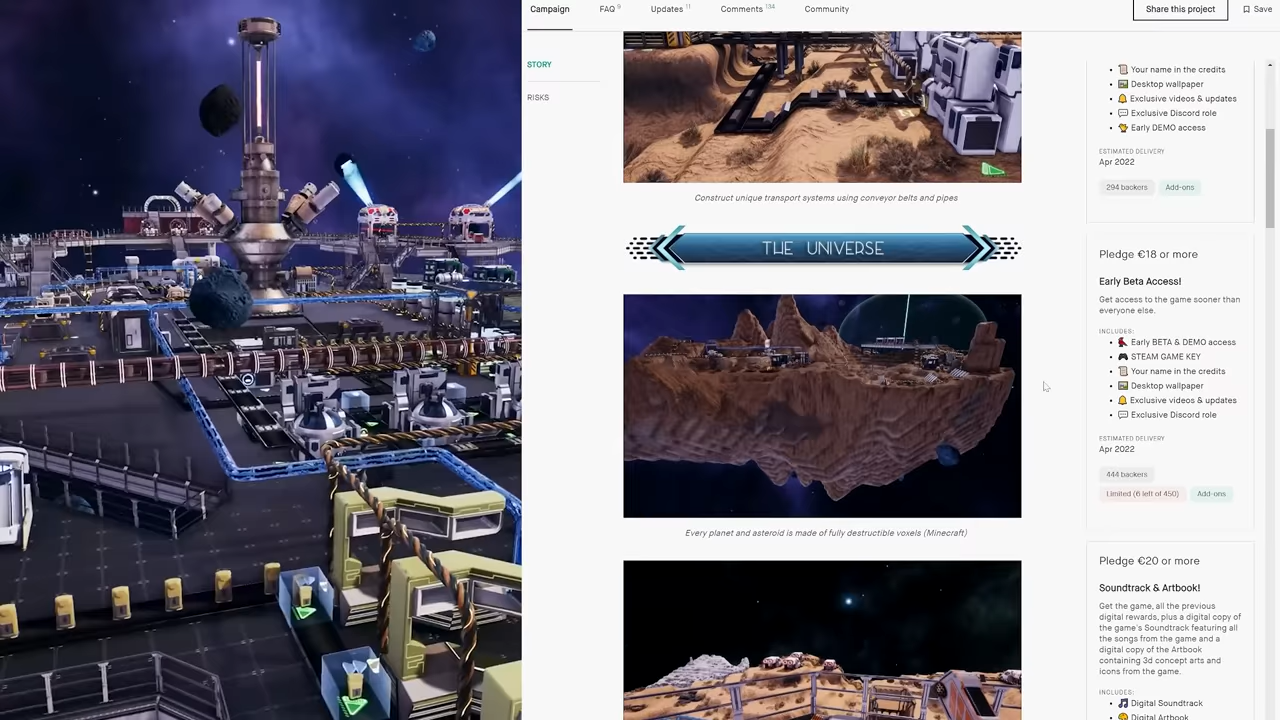 Campaign
FAQ 9
Updates 11
Comments 134
Community
Share this project
Save
STORY
RISKS
Construct unique transport systems using conveyor belts and pipes
THE UNIVERSE
Every planet and asteroid is made of fully destructible voxels (Minecraft)
Your name in the credits
Desktop wallpaper
Exclusive videos & updates
Exclusive Discord role
Early DEMO access
ESTIMATED DELIVERY
Apr 2022
294 backers
Add-ons
Pledge €18 or more
Early Beta Access!
Get access to the game sooner than
everyone else.
INCLUDES:
Early BETA & DEMO access
STEAM GAME KEY
Your name in the credits
Desktop wallpaper
Exclusive videos & updates
Exclusive Discord role
ESTIMATED DELIVERY
Apr 2022
444 backers
Limited (6 left of 450)
Add-ons
Pledge €20 or more
Soundtrack & Artbook!
Get the game, all the previous
digital rewards, plus a digital copy of
the game's Soundtrack featuring all
the songs from the game and a
digital copy of the Artbook
containing 3d concept arts and
icons from the game.
INCLUDES:
Digital Soundtrack
Digital Artbook